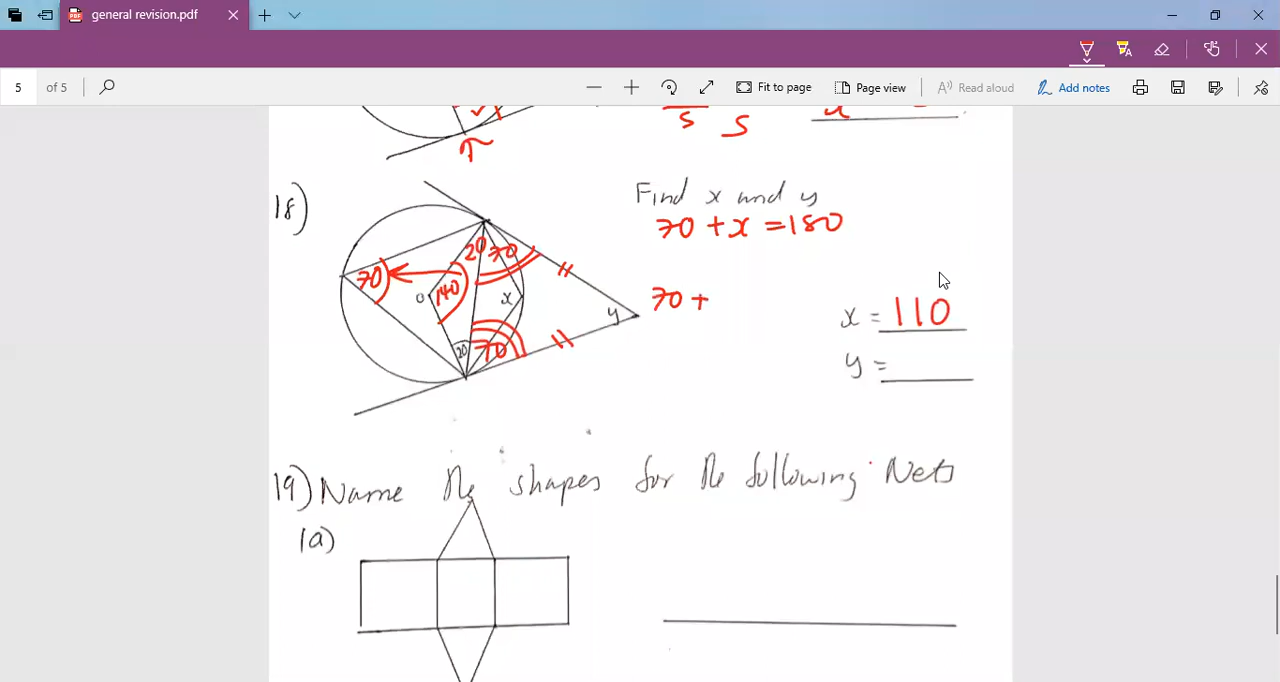 general revision.pdf
5 of 5
Fit to page
Page view
Read aloud
Add notes
S S x
T
18)
Find x and y
70 + x = 180
20 70
70
140
O
x
y
70 +
x = 110
20 70
y =
19) Name the shapes for the following Nets
(a)